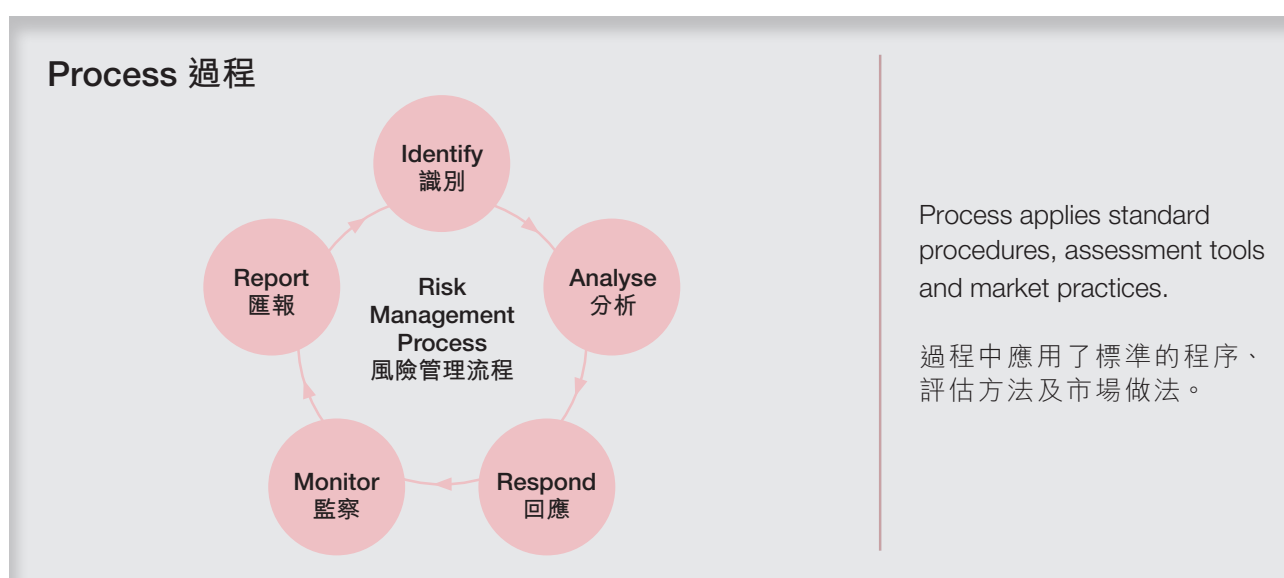 Process 過程
Identify
識別
Analyse
分析
Respond
回應
Monitor
監察
Report
匯報
Risk
Management
Process
風險管理流程
Process applies standard
procedures, assessment tools
and market practices.
過程中應用了標準的程序、
評估方法及市場做法。